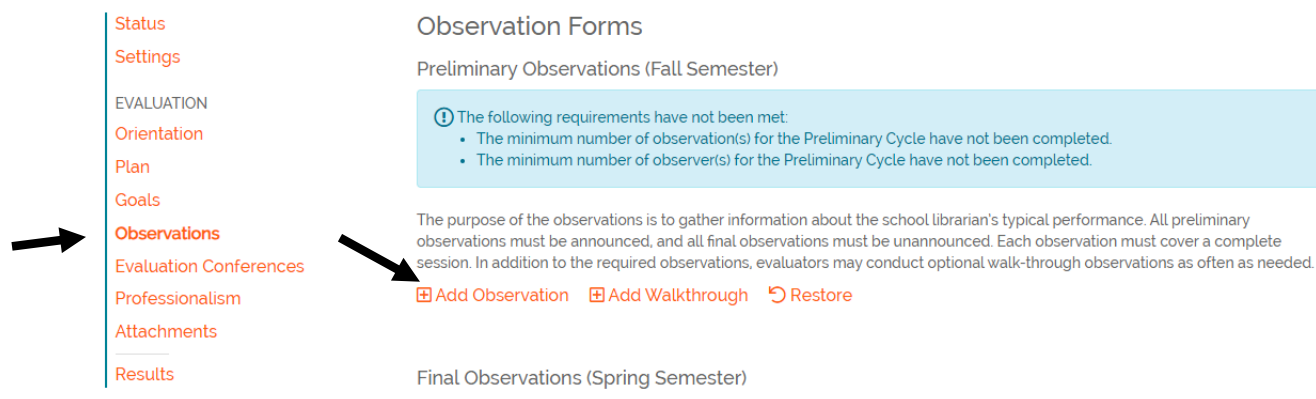 Status
Settings
EVALUATION
Orientation
Plan
Goals
Observations
Evaluation Conferences
Professionalism
Attachments
Results
Observation Forms
Preliminary Observations (Fall Semester)
The following requirements have not been met:
• The minimum number of observation(s) for the Preliminary Cycle have not been completed.
• The minimum number of observer(s) for the Preliminary Cycle have not been completed.
The purpose of the observations is to gather information about the school librarian's typical performance. All preliminary
observations must be announced, and all final observations must be unannounced. Each observation must cover a complete
session. In addition to the required observations, evaluators may conduct optional walk-through observations as often as needed.
Add Observation Add Walkthrough Restore
Final Observations (Spring Semester)